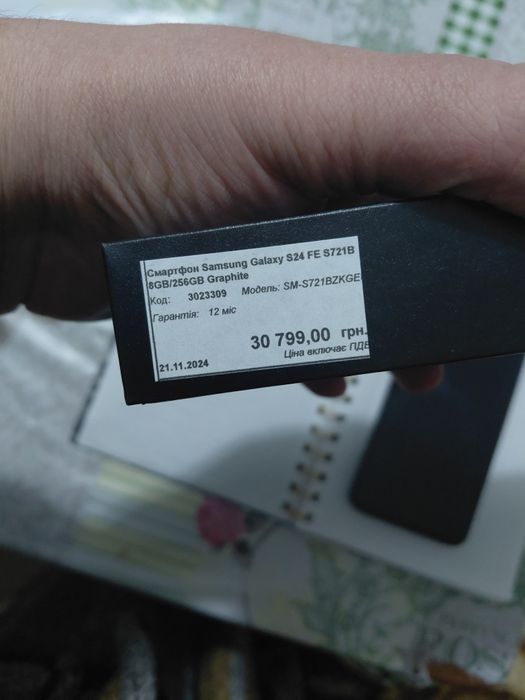 Смартфон Samsung Galaxy S24 FE S721B
8GB/256GB Graphite
Код: 3023309 Модель: SM-S721BZKGE
Гарантія: 12 міс
30 799,00 грн.
Ціна включає ПДВ
21.11.2024
ROS